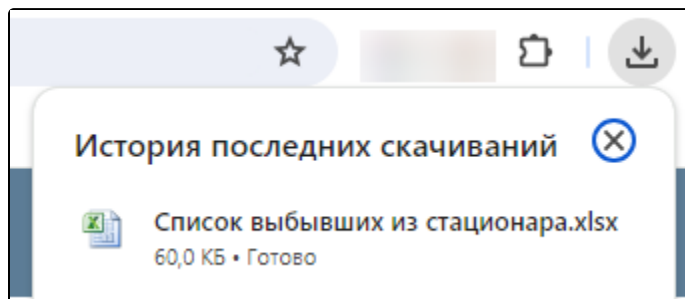 История последних скачиваний
Список выбывших из стационара.xlsx
60,0 КБ • Готово